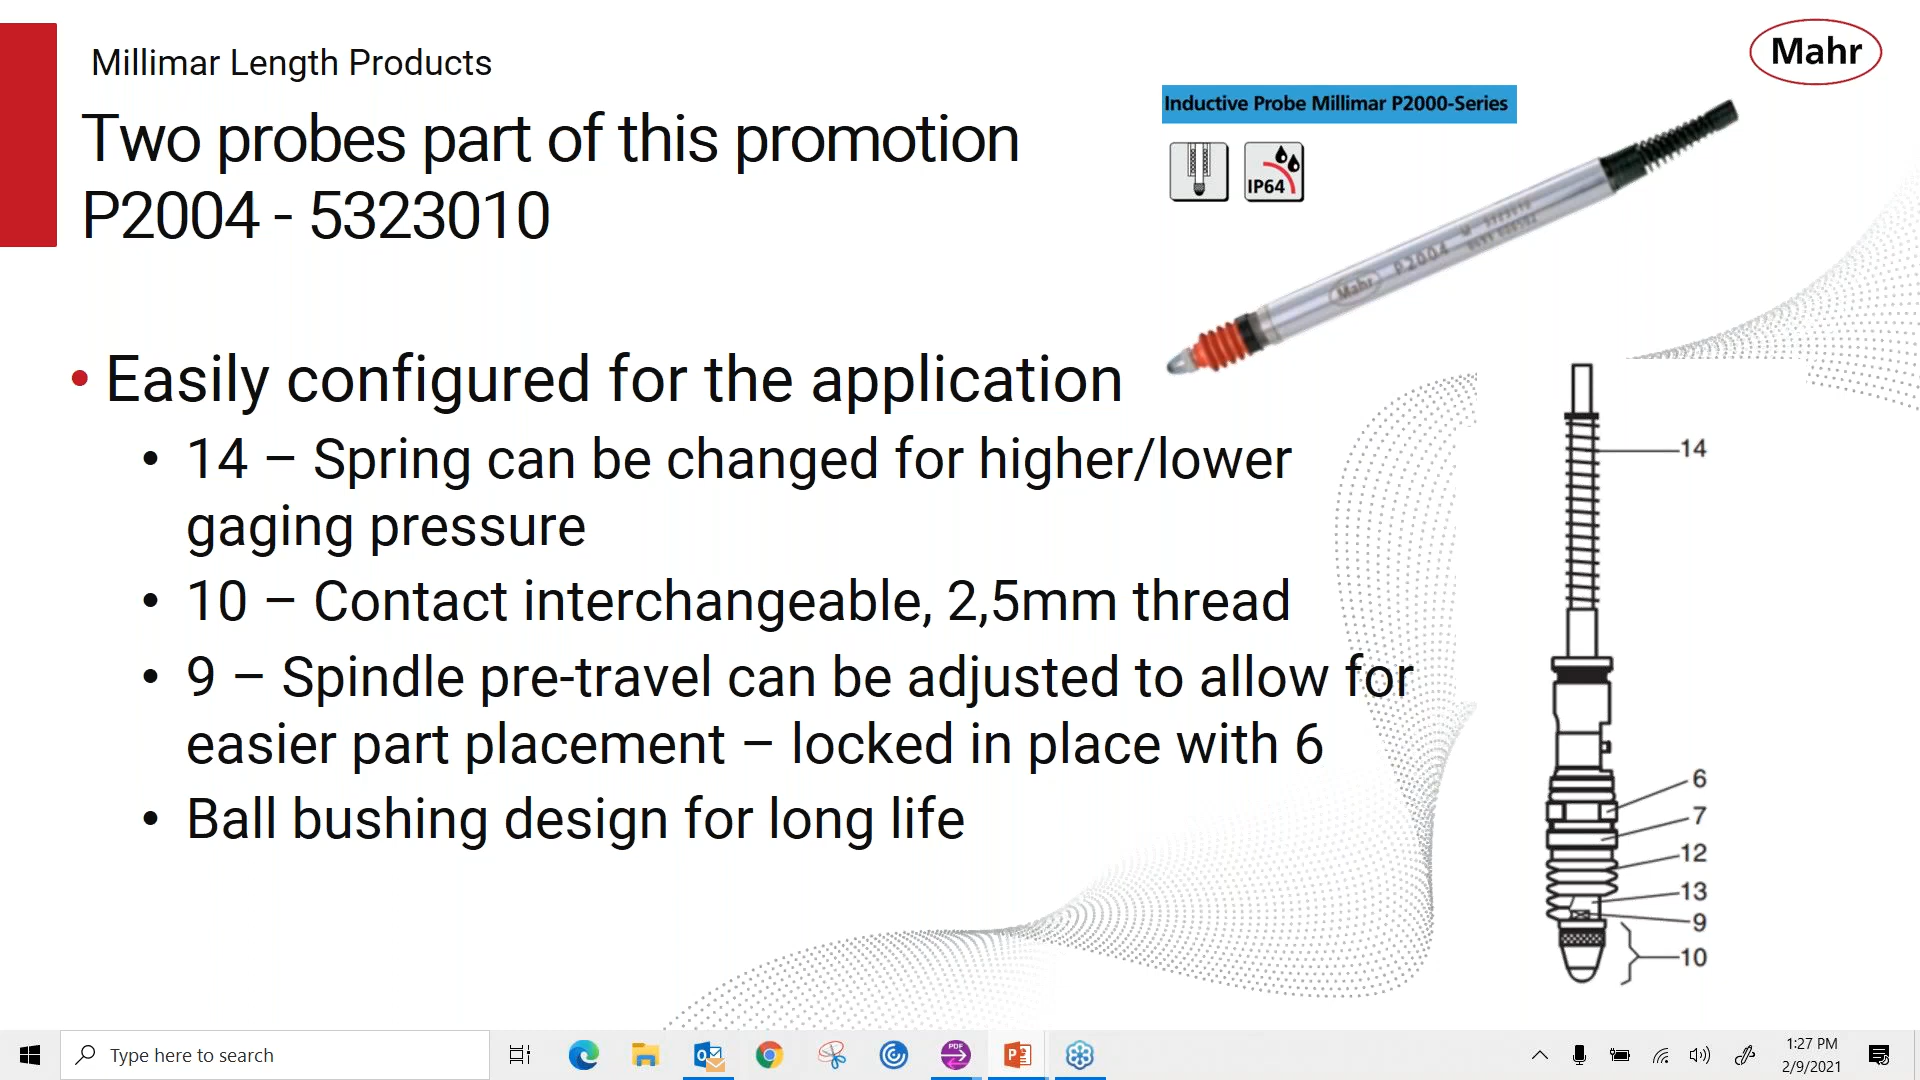 Millimar Length Products
Mahr
Two probes part of this promotion
P2004 - 5323010
Inductive Probe Millimar P2000-Series
IP64
Mahr
P2004
• Easily configured for the application
• 14 – Spring can be changed for higher/lower
gaging pressure
• 10 – Contact interchangeable, 2,5mm thread
• 9 – Spindle pre-travel can be adjusted to allow for
easier part placement – locked in place with 6
• Ball bushing design for long life
14
6
7
12
13
9
10
Type here to search
PDF
1:27 PM
2/9/2021